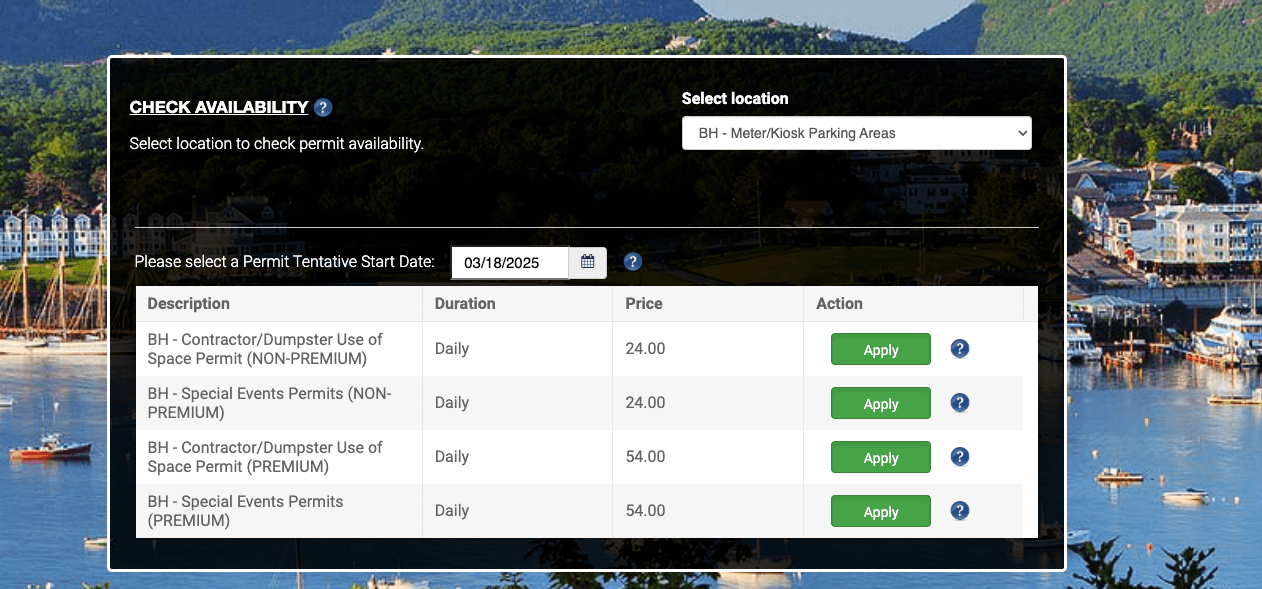 CHECK AVAILABILITY ?
Select location to check permit availability.
Select location
BH - Meter/Kiosk Parking Areas
Please select a Permit Tentative Start Date: 03/18/2025 ?
Description Duration Price Action
BH - Contractor/Dumpster Use of
Space Permit (NON-PREMIUM) Daily 24.00 Apply ?
BH - Special Events Permits (NON-
PREMIUM) Daily 24.00 Apply ?
BH - Contractor/Dumpster Use of
Space Permit (PREMIUM) Daily 54.00 Apply ?
BH - Special Events Permits
(PREMIUM) Daily 54.00 Apply ?